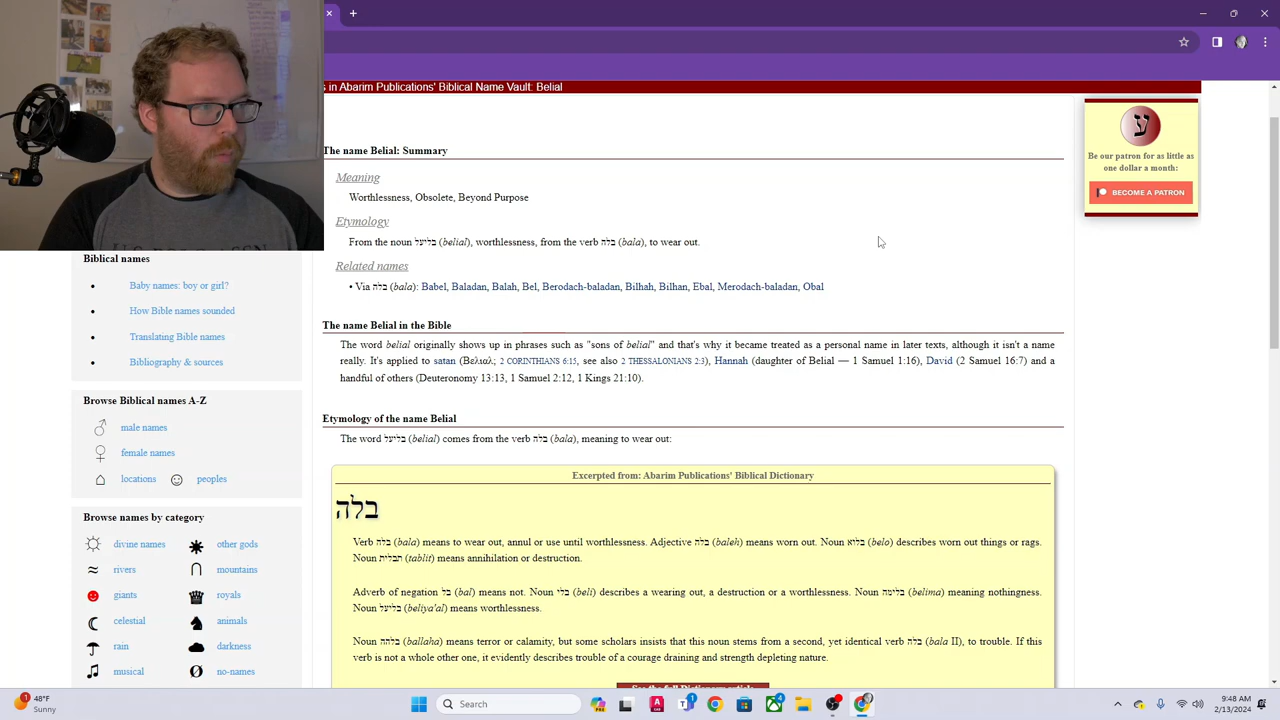 s in Abarim Publications' Biblical Name Vault: Belial
Be our patron for as little as
one dollar a month:
BECOME A PATRON
The name Belial: Summary
Meaning
Worthlessness, Obsolete, Beyond Purpose
Etymology
From the noun בליעל (belial), worthlessness, from the verb בלה (bala), to wear out.
Related names
• Via בלה (bala): Babel, Baladan, Balah, Bel, Berodach-baladan, Bilhah, Bilhan, Ebal, Merodach-baladan, Obal
The name Belial in the Bible
The word belial originally shows up in phrases such as "sons of belial" and that's why it became treated as a personal name in later texts, although it isn't a name
really. It's applied to satan (Βελιαλ; 2 CORINTHIANS 6:15, see also 2 THESSALONIANS 2:3), Hannah (daughter of Belial — 1 Samuel 1:16), David (2 Samuel 16:7) and a
handful of others (Deuteronomy 13:13, 1 Samuel 2:12, 1 Kings 21:10).
Etymology of the name Belial
The word בליעל (belial) comes from the verb בלה (bala), meaning to wear out:
Excerpted from: Abarim Publications' Biblical Dictionary
בלה
Verb בלה (bala) means to wear out, annul or use until worthlessness. Adjective בלה (baleh) means worn out. Noun בלוא (belo) describes worn out things or rags.
Noun תבלית (tablit) means annihilation or destruction.
Adverb of negation בל (bal) means not. Noun בלי (beli) describes a wearing out, a destruction or a worthlessness. Noun בלימה (belima) meaning nothingness.
Noun בליעל (beliya'al) means worthlessness.
Noun בלהה (ballaha) means terror or calamity, but some scholars insists that this noun stems from a second, yet identical verb בלה (bala II), to trouble. If this
verb is not a whole other one, it evidently describes trouble of a courage draining and strength depleting nature.
See the full Dictionary article
Biblical names
• Baby names: boy or girl?
• How Bible names sounded
• Translating Bible names
• Bibliography & sources
Browse Biblical names A-Z
male names
female names
locations peoples
Browse names by category
divine names other gods
rivers mountains
giants royals
celestial animals
rain darkness
musical no-names
48°F
Sunny
Search
9:48 AM
2/13/2024